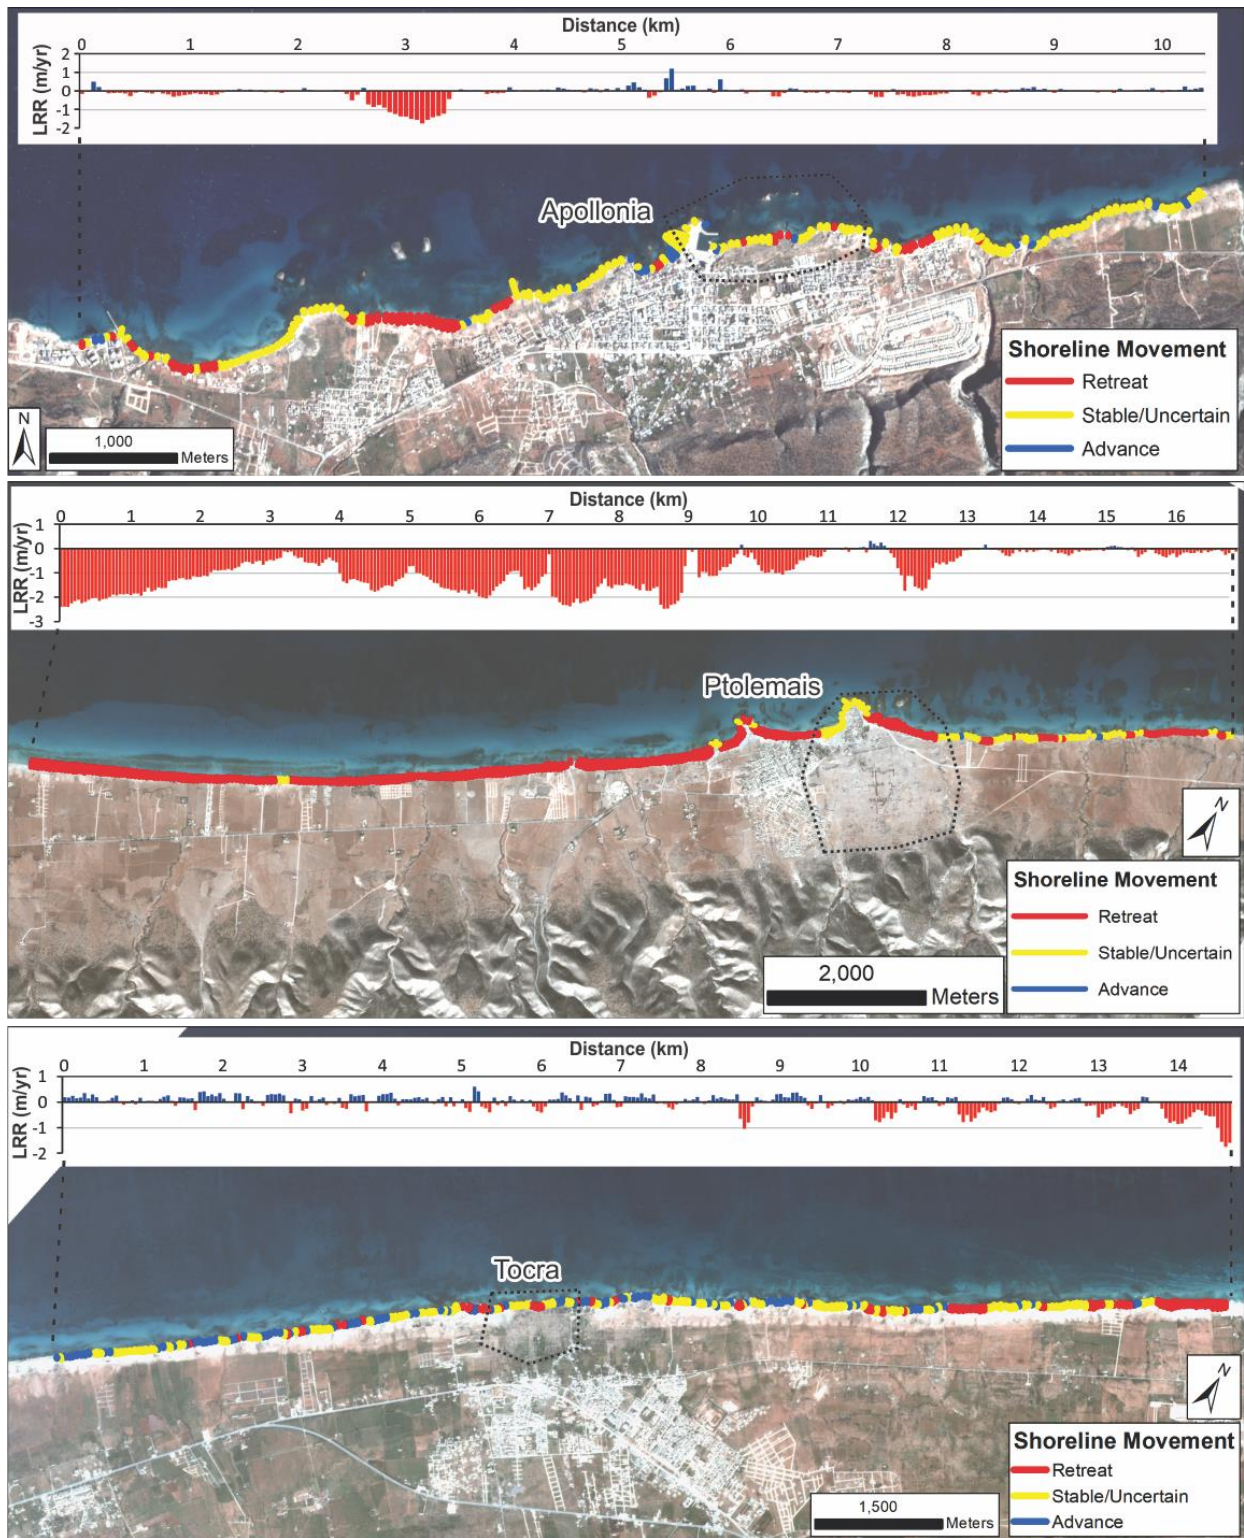 Distance (km)
0 1 2 3 4 5 6 7 8 9 10
LRR (m/yr)
2
1
0
-1
-2
Apollonia
N
1,000
Meters
Shoreline Movement
Retreat
Stable/Uncertain
Advance
Distance (km)
0 1 2 3 4 5 6 7 8 9 10 11 12 13 14 15 16
LRR (m/yr)
1
0
-1
-2
-3
Ptolemais
N
2,000
Meters
Shoreline Movement
Retreat
Stable/Uncertain
Advance
Distance (km)
0 1 2 3 4 5 6 7 8 9 10 11 12 13 14
LRR (m/yr)
1
0
-1
-2
Tocra
N
1,500
Meters
Shoreline Movement
Retreat
Stable/Uncertain
Advance